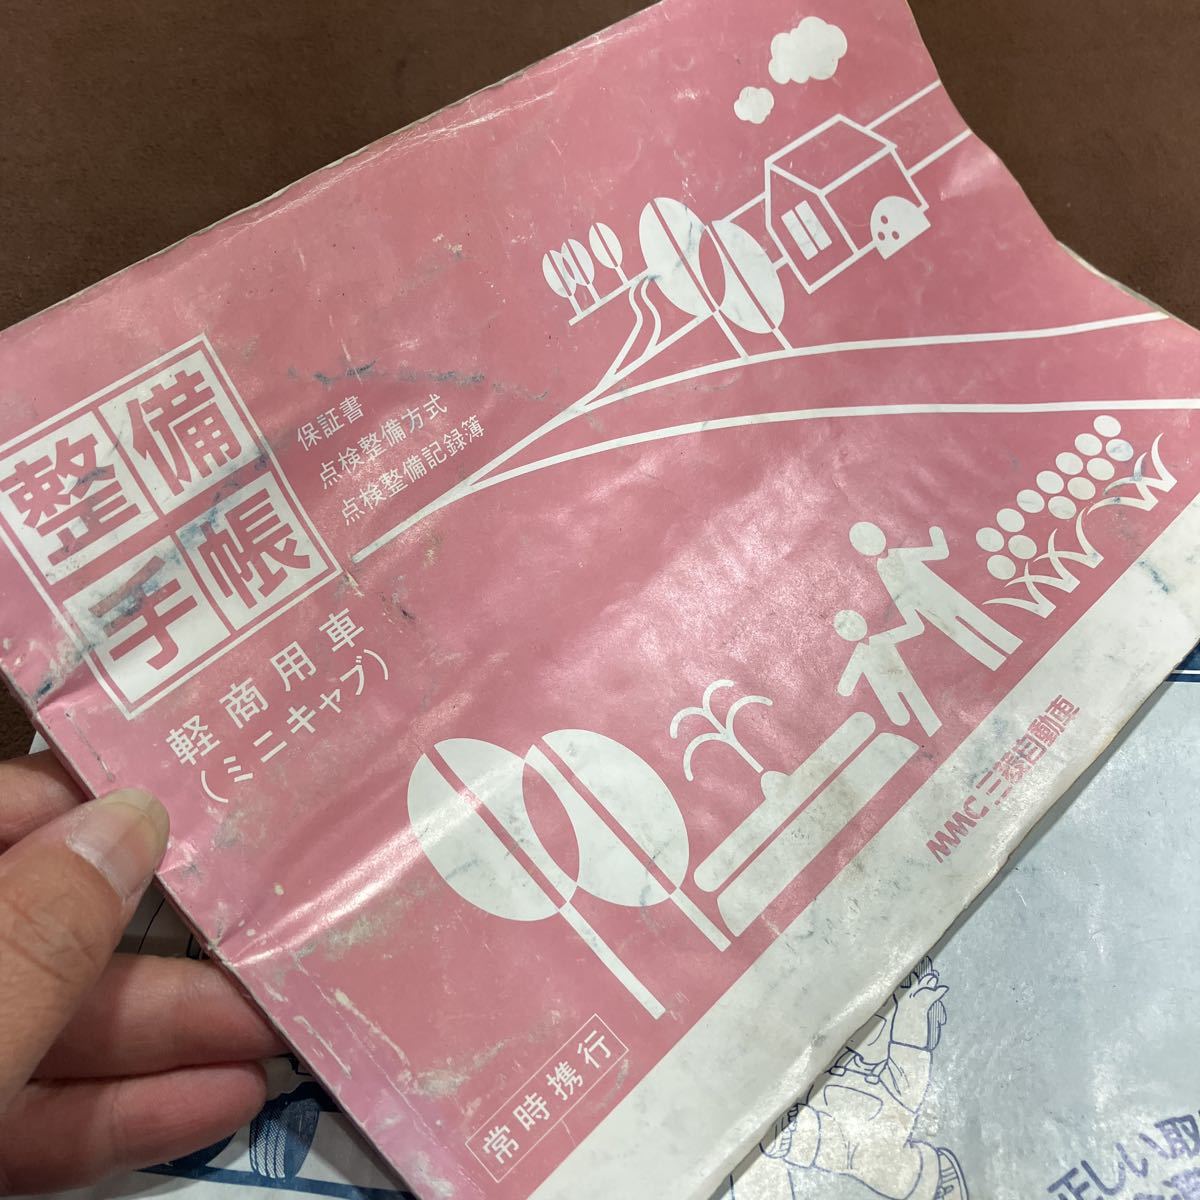 整備
手帳
保証書
点検整備方式
点検整備記録簿
軽商用車
(ミニキャブ)
MMC 三菱自動車
常時携行
正しい取